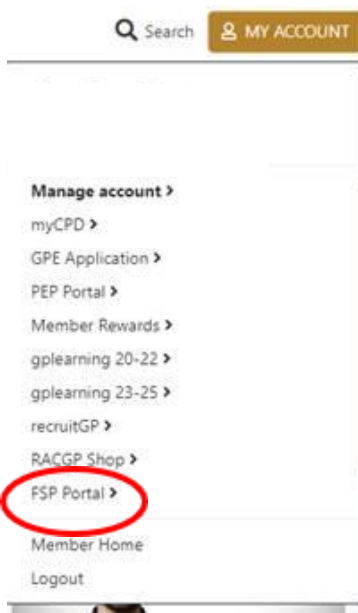 Search
MY ACCOUNT
Manage account >
myCPD >
GPE Application >
PEP Portal >
Member Rewards >
gplearning 20-22 >
gplearning 23-25 >
recruitGP >
RACGP Shop >
FSP Portal >
Member Home
Logout